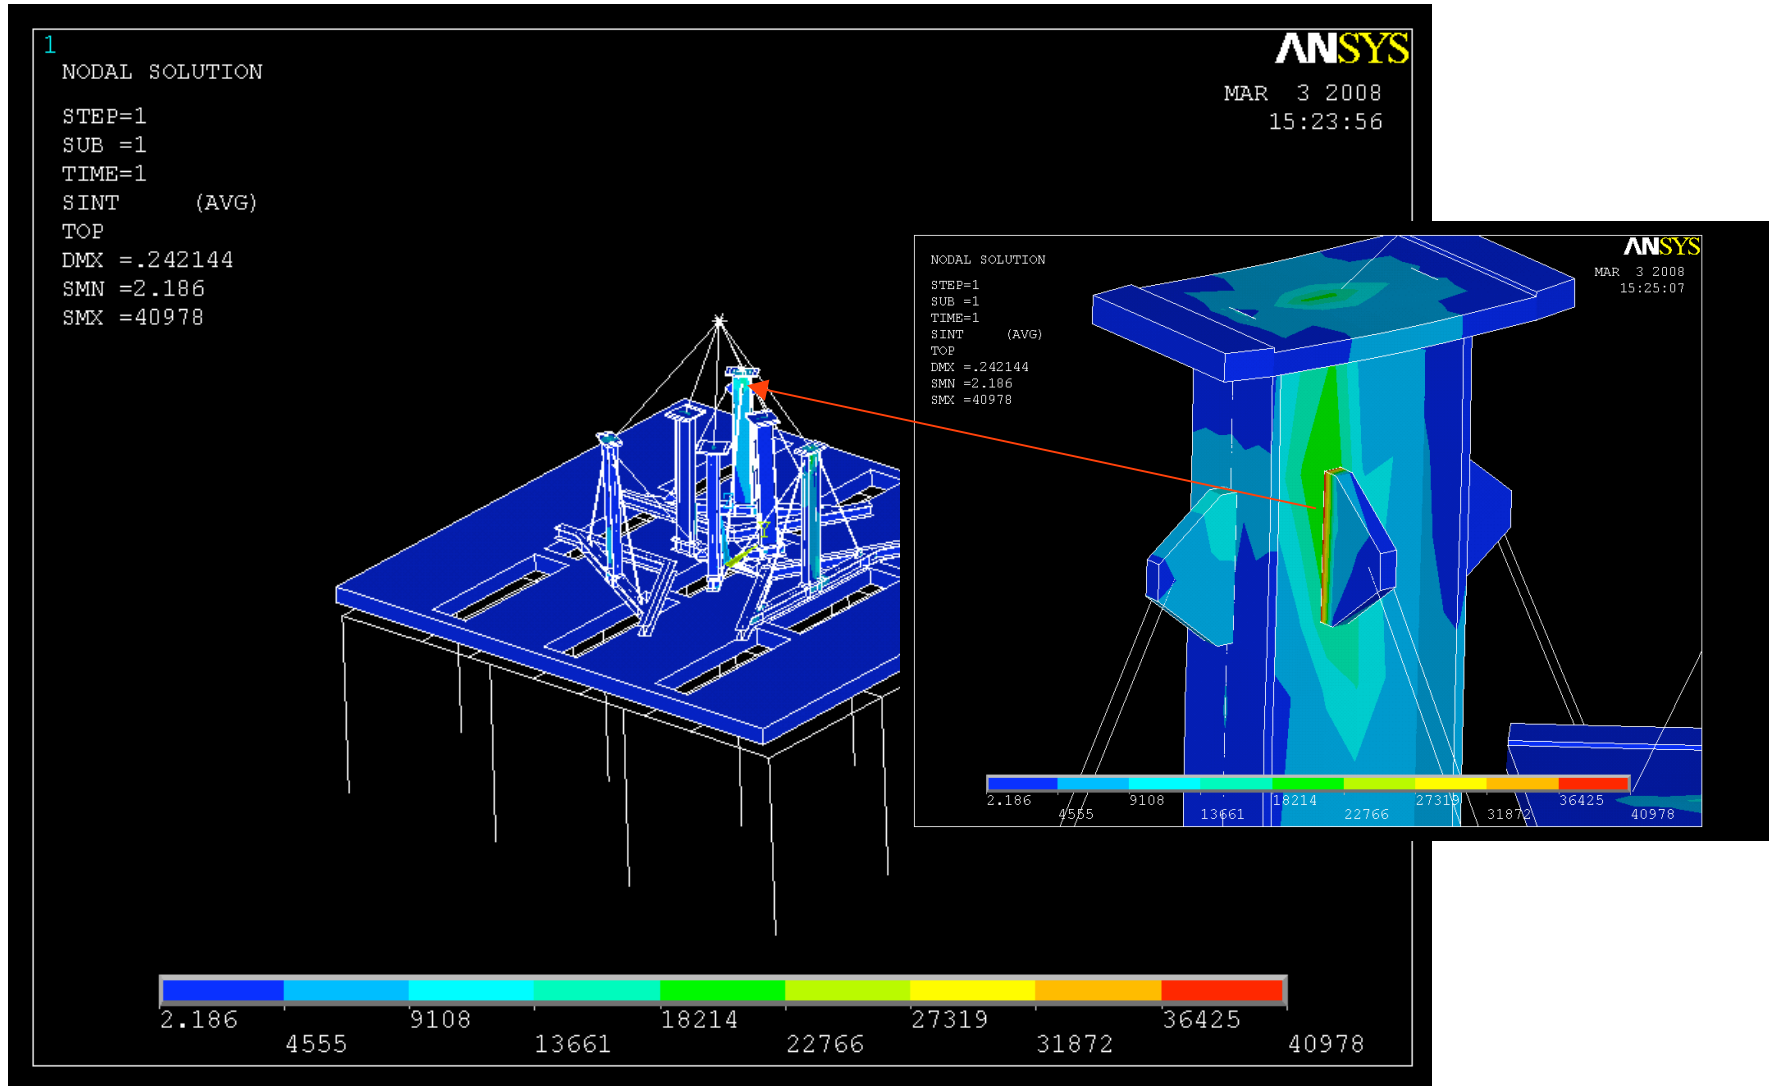 1
NODAL SOLUTION
STEP=1
SUB =1
TIME=1
SINT (AVG)
TOP
DMX =.242144
SMN =2.186
SMX =40978
ANSYS
MAR 3 2008
15:23:56
Y
2.186 9108 18214 27319 36425
4555 13661 22766 31872 40978
NODAL SOLUTION
STEP=1
SUB =1
TIME=1
SINT (AVG)
TOP
DMX =.242144
SMN =2.186
SMX =40978
ANSYS
MAR 3 2008
15:25:07
2.186 9108 18214 27319 36425
4555 13661 22766 31872 40978